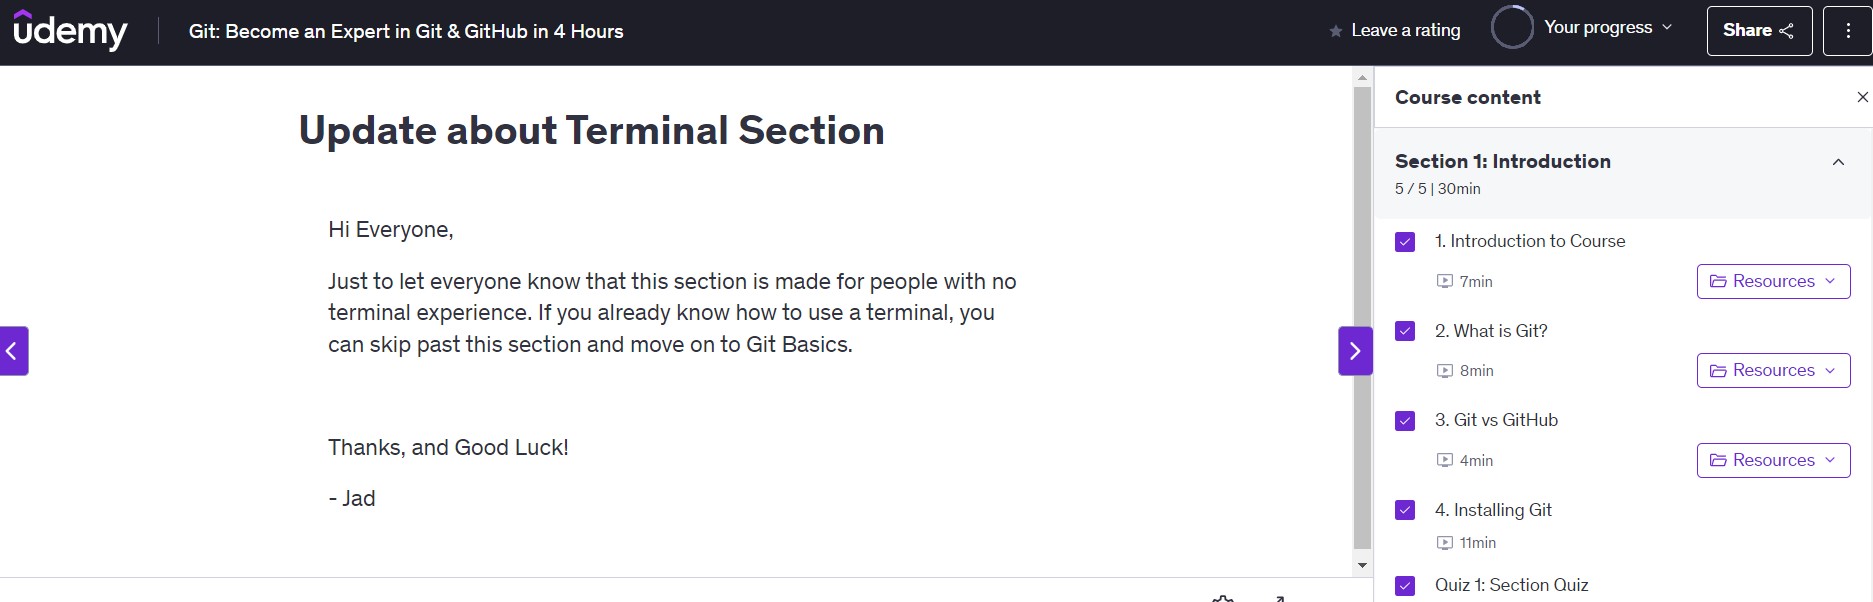 udemy
Git: Become an Expert in Git & GitHub in 4 Hours
Leave a rating
Your progress
Share
Update about Terminal Section
Hi Everyone,
Just to let everyone know that this section is made for people with no
terminal experience. If you already know how to use a terminal, you
can skip past this section and move on to Git Basics.
Thanks, and Good Luck!
- Jad
Course content
Section 1: Introduction
5 / 5 | 30min
1. Introduction to Course
7min
Resources
2. What is Git?
8min
Resources
3. Git vs GitHub
4min
Resources
4. Installing Git
11min
Quiz 1: Section Quiz